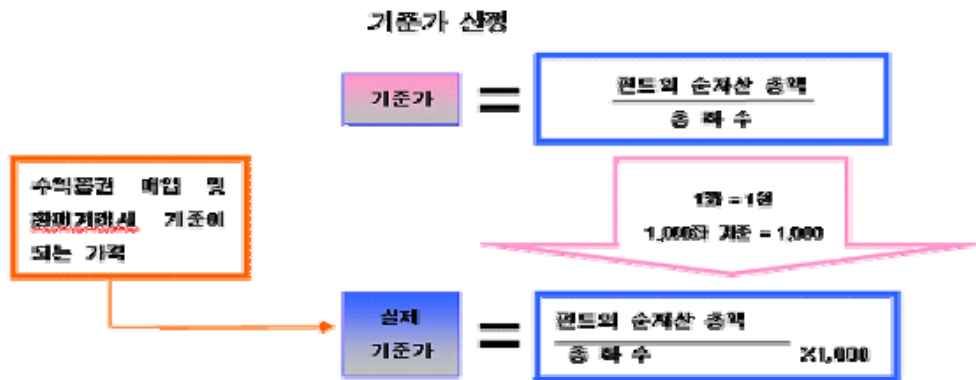 기준가 산정
기준가
=
펀드의 순자산 총액
총 좌 수
수익증권 매입 및
환매거래시 기준이
되는 가격
1좌 = 1원
1,000좌 기준 = 1,000
실제
기준가
=
펀드의 순자산 총액
총 좌 수 X1,000